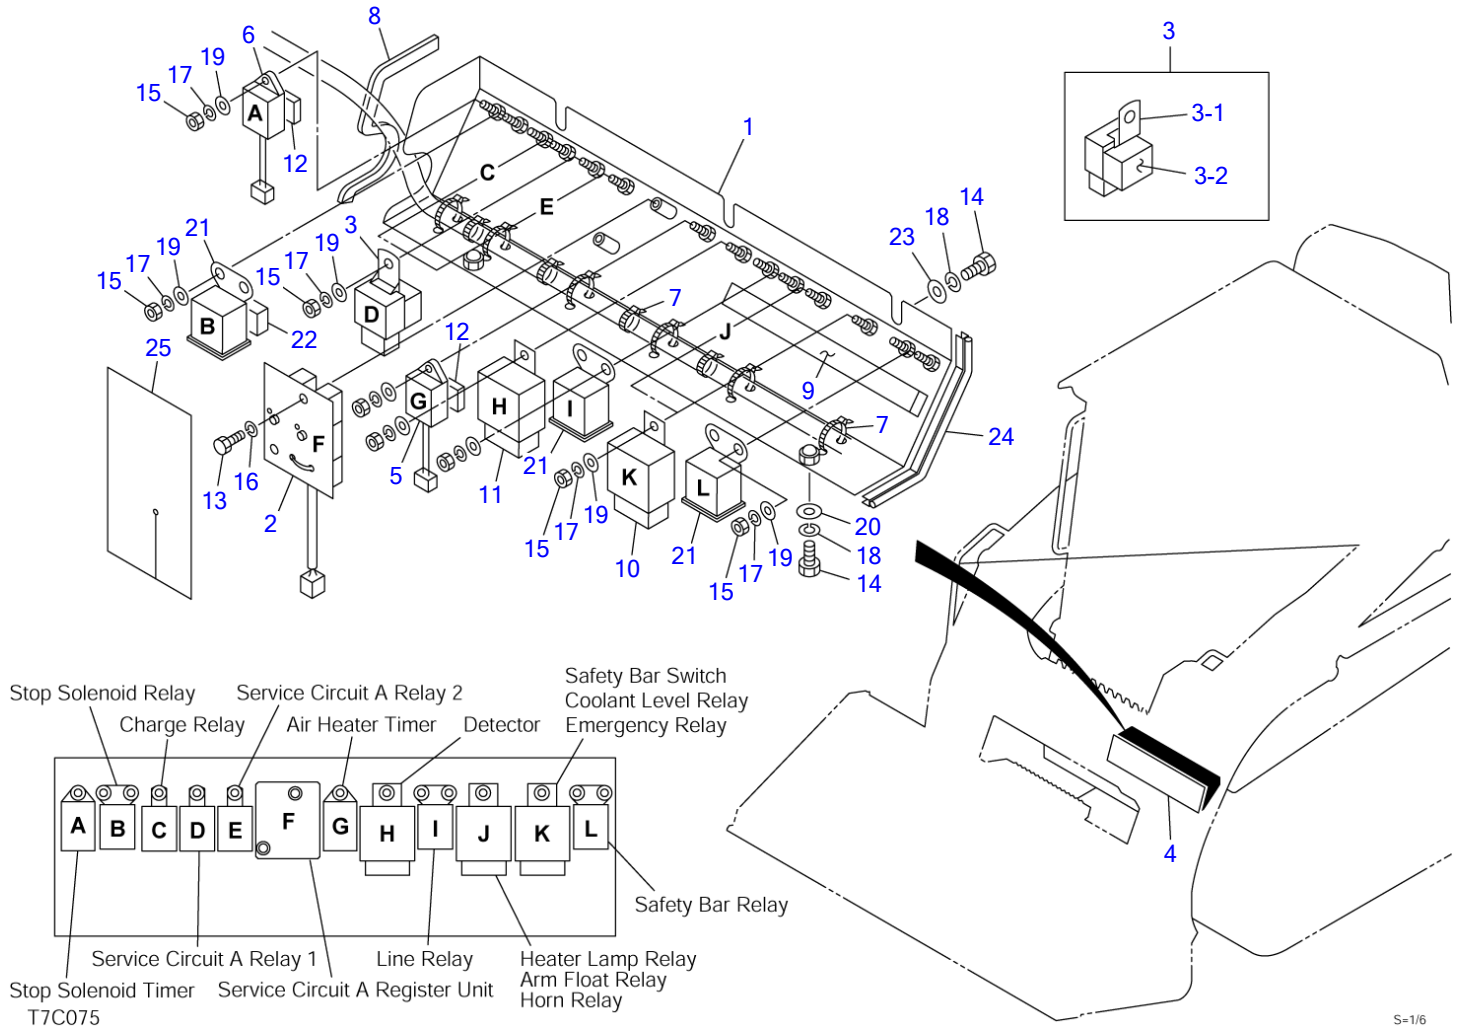 8
6
19
17
15
A
12
3
3-1
3-2
1
C
E
14
18
23
21
19
17
15
3
19
17
15
B
D
22
25
7
12
J
9
G
H
I
F
7
24
K
L
16
13
2
5
11
21
15
17
19
10
21
15
17
19
20
18
14
4
Safety Bar Switch
Stop Solenoid Relay
Service Circuit A Relay 2
Coolant Level Relay
Charge Relay
Air Heater Timer
Detector
Emergency Relay
A
B
C
D
E
F
G
H
I
J
K
L
Safety Bar Relay
Service Circuit A Relay 1
Line Relay
Heater Lamp Relay
Arm Float Relay
Horn Relay
Stop Solenoid Timer
Service Circuit A Register Unit
T7C075
S=1/6